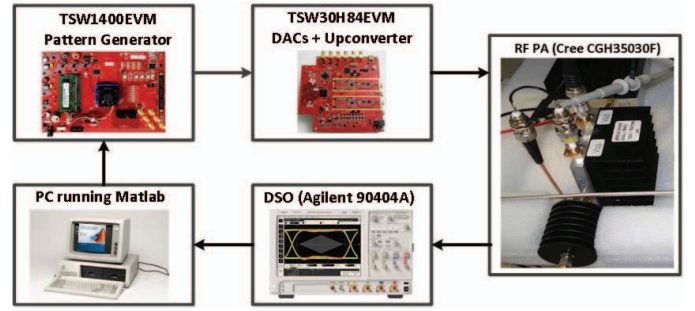 TSW1400EVM
Pattern Generator
TSW30H84EVM
DACs + Upconverter
RF PA (Cree CGH35030F)
PC running Matlab
DSO (Agilent 90404A)